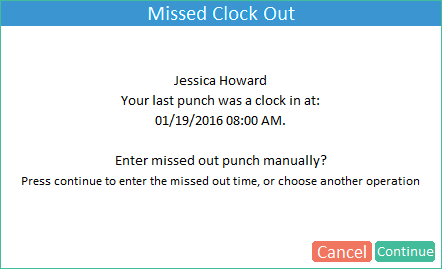 Missed Clock Out
Jessica Howard
Your last punch was a clock in at:
01/19/2016 08:00 AM.
Enter missed out punch manually?
Press continue to enter the missed out time, or choose another operation
Cancel Continue